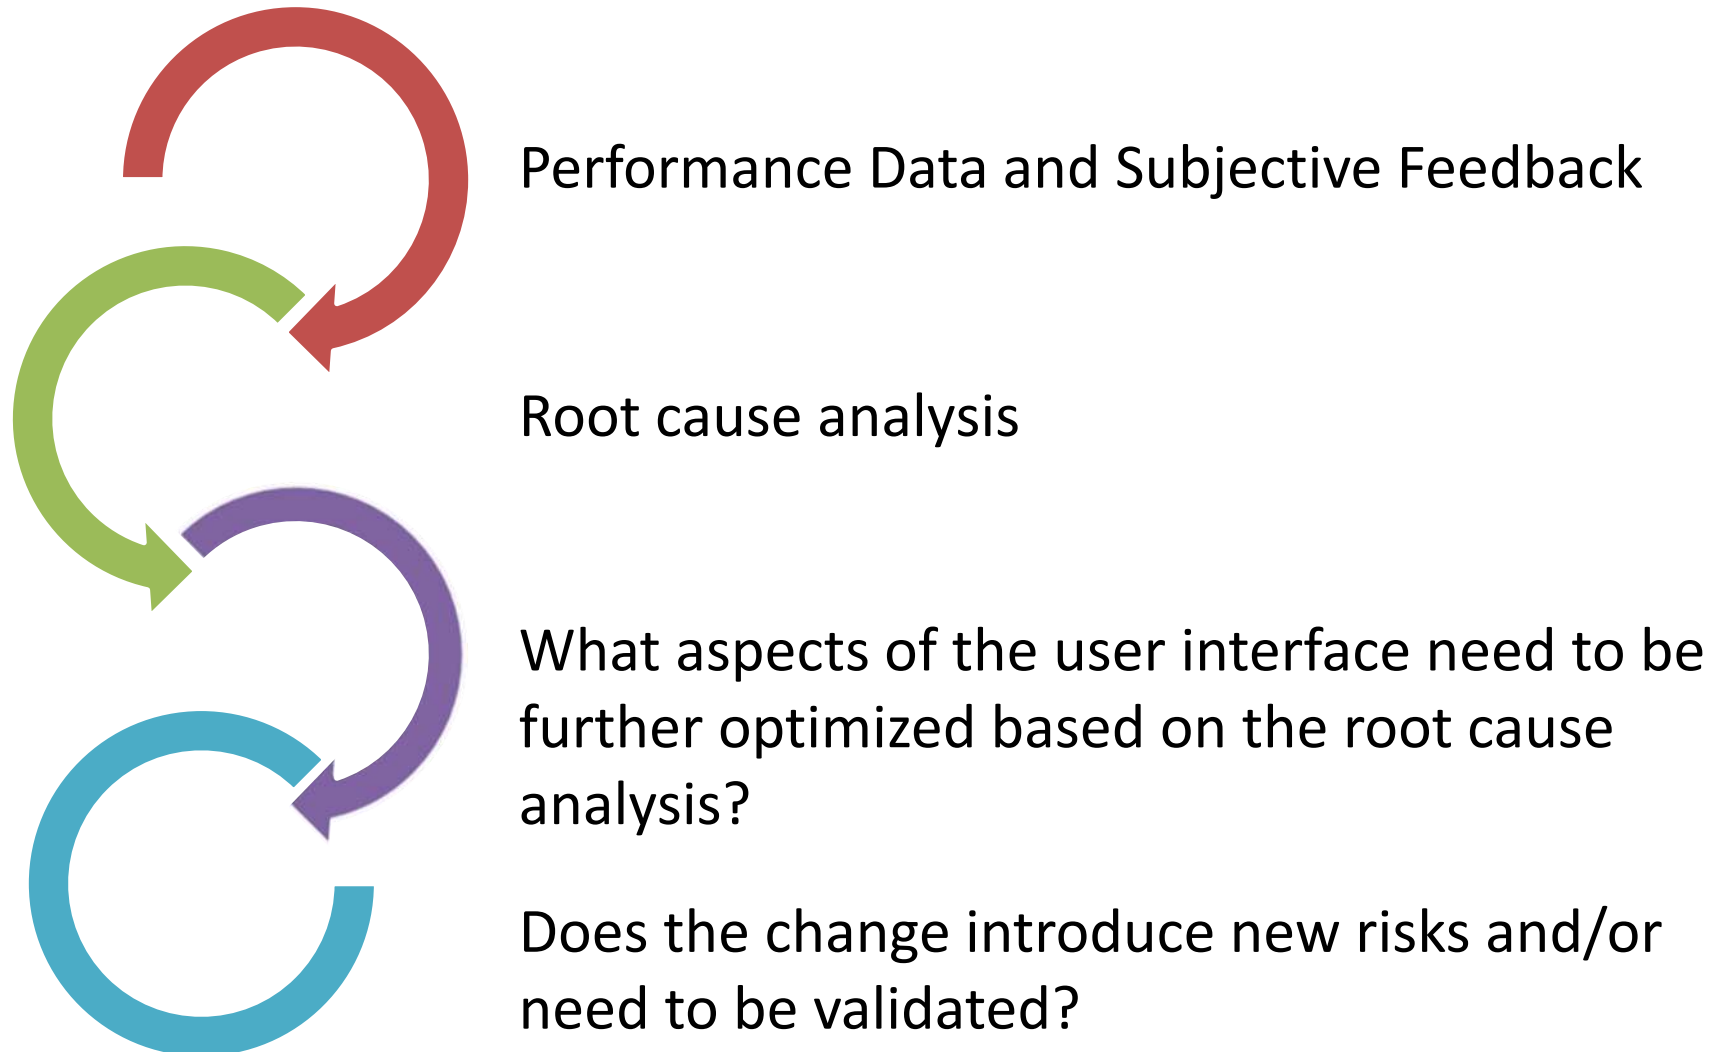 Performance Data and Subjective Feedback
Root cause analysis
What aspects of the user interface need to be
further optimized based on the root cause
analysis?
Does the change introduce new risks and/or
need to be validated?